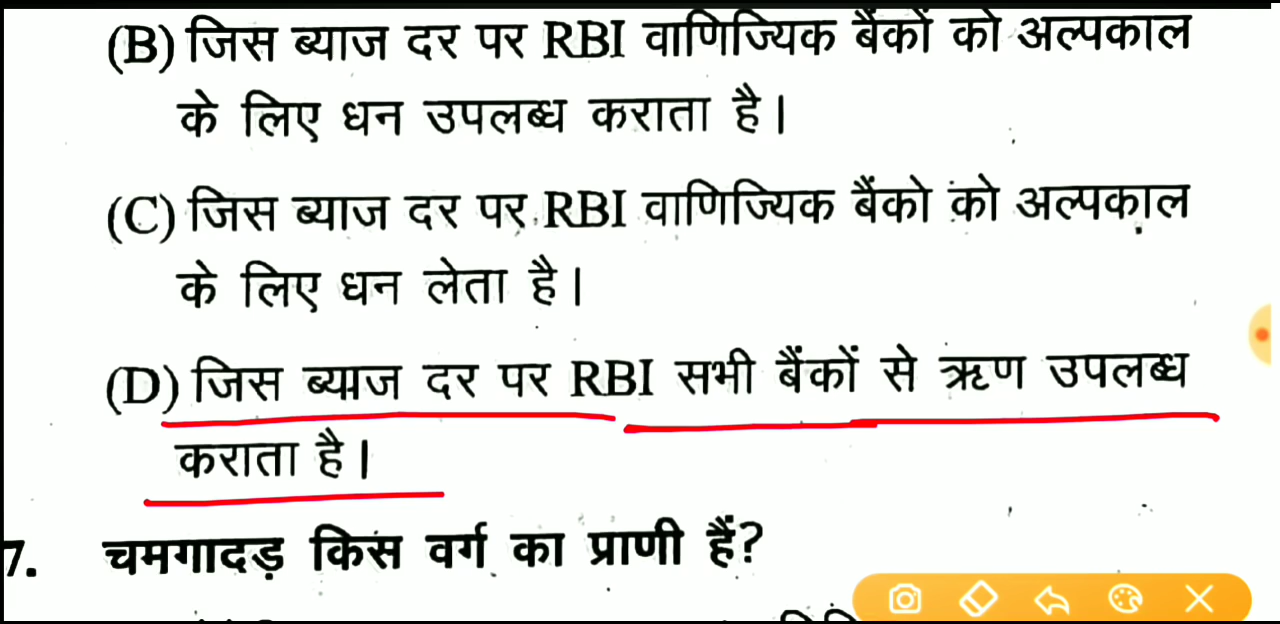 (B) जिस ब्याज दर पर RBI वाणिज्यिक बैंकों को अल्पकाल
के लिए धन उपलब्ध कराता है।
(C) जिस ब्याज दर पर RBI वाणिज्यिक बैंको को अल्पकाल
के लिए धन लेता है।
(D) जिस ब्याज दर पर RBI सभी बैंकों से ऋण उपलब्ध
कराता है।
7. चमगादड़ किस वर्ग का प्राणी हैं?